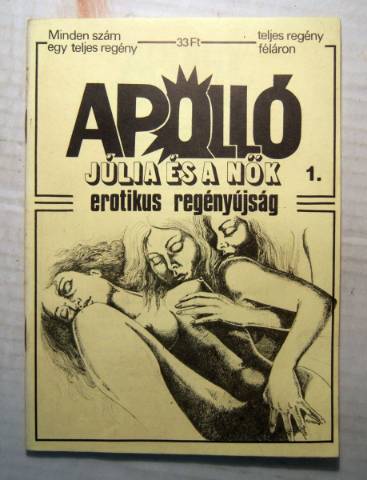 Minden szám
egy teljes regény
33 Ft
teljes regény
féláron
APOLLÓ
JÚLIA ÉS A NŐK
1.
erotikus regényújság